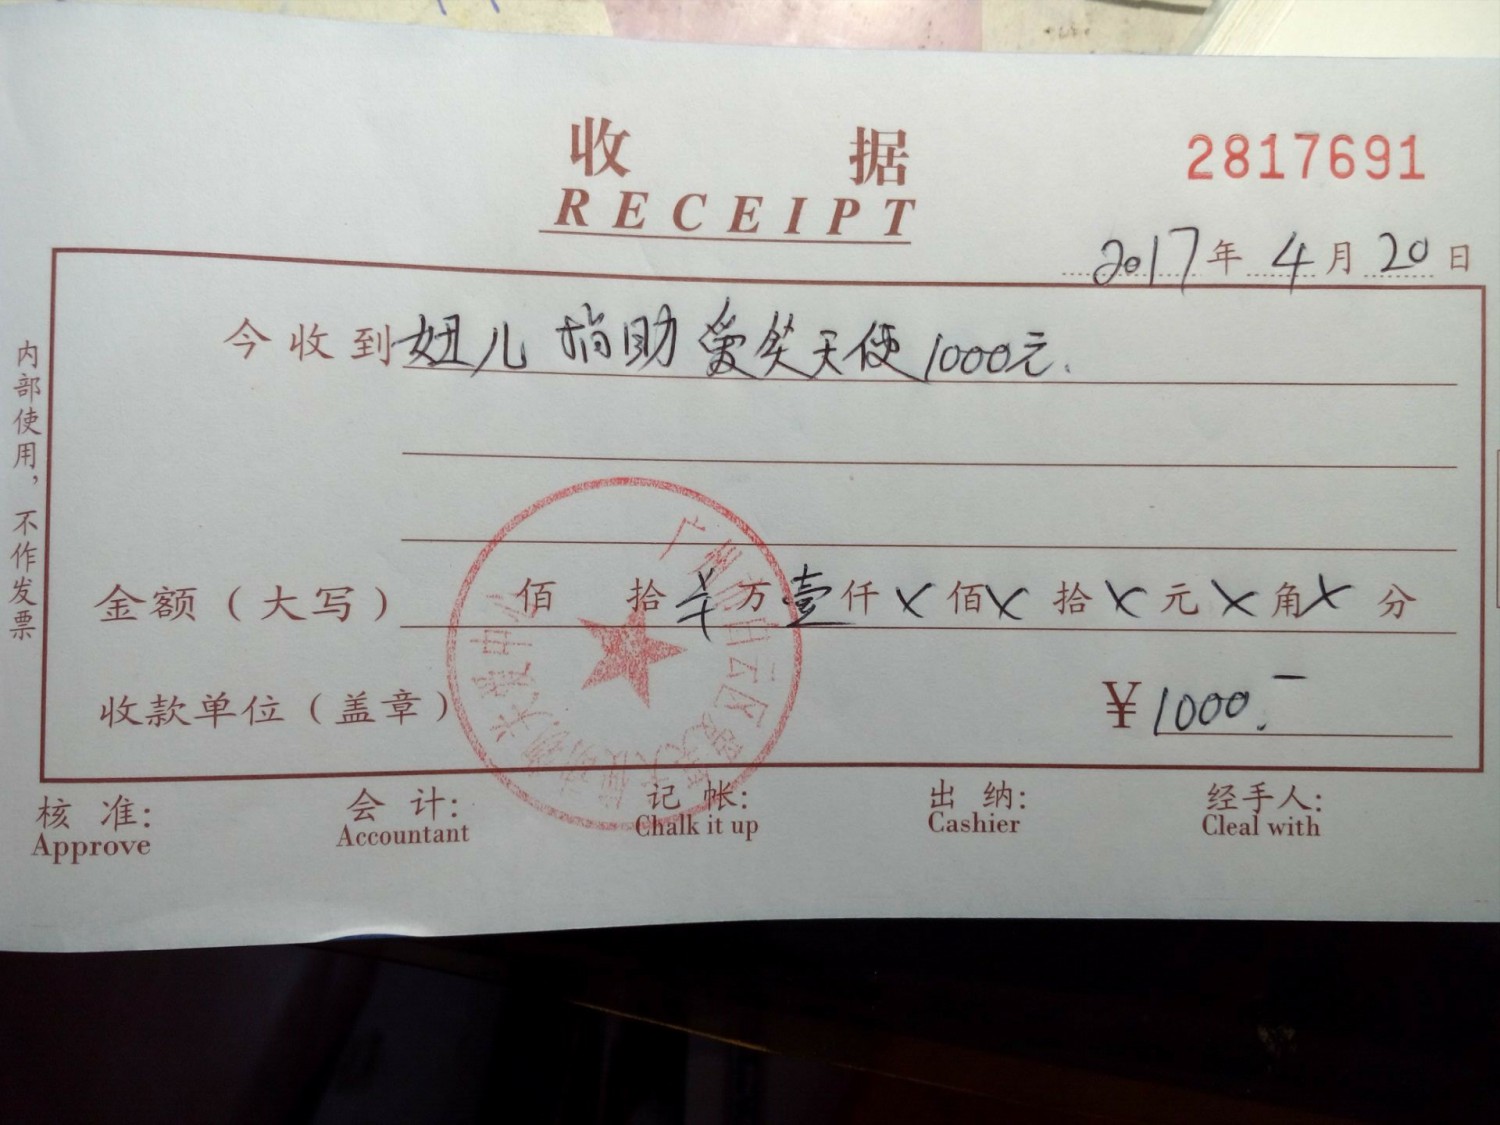 收据
RECEIPT
2817691
2017年4月20日
今收到妞儿 捐助 爱笑天使1000元.
金额（大写） 佰 拾 羊 万 壹 仟 X 佰 X 拾 X 元 X 角 X 分
收款单位（盖章） ¥1000.-
核准: 会计: 记帐: 出纳: 经手人:
Approve Accountant Chalk it up Cashier Cleal with
内部使用，不作发票